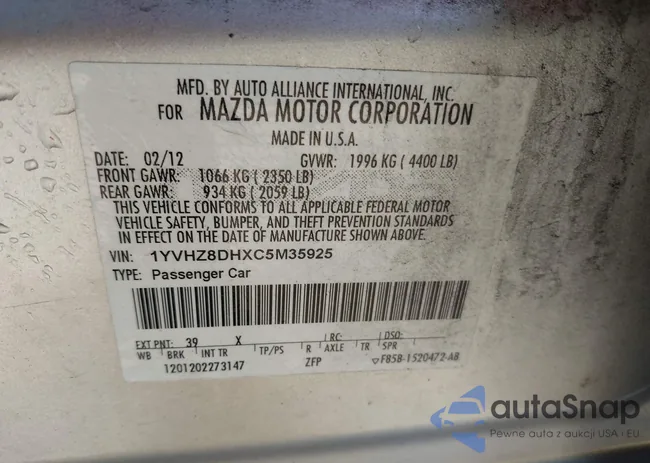 MFD. BY AUTO ALLIANCE INTERNATIONAL, INC.
FOR MAZDA MOTOR CORPORATION
MADE IN U.S.A.
DATE: 02/12 GVWR: 1996 KG ( 4400 LB)
FRONT GAWR: 1066 KG ( 2350 LB)
REAR GAWR: 934 KG ( 2059 LB)
THIS VEHICLE CONFORMS TO ALL APPLICABLE FEDERAL MOTOR
VEHICLE SAFETY, BUMPER, AND THEFT PREVENTION STANDARDS
IN EFFECT ON THE DATE OF MANUFACTURE SHOWN ABOVE.
VIN: 1YVHZ8DHXC5M35925
TYPE: Passenger Car
EXT PNT: 39 X RC: DSO:
WB BRK INT TR TP/PS R AXLE TR SPR
1201202273147 ZFP F85B-1520472-AB
autoSnap
Pewne auta z aukcji USA i EU